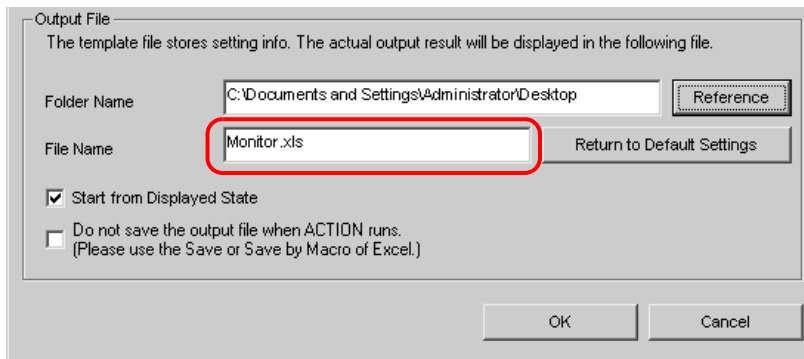 Output File
The template file stores setting info. The actual output result will be displayed in the following file.
Folder Name
C:\Documents and Settings\Administrator\Desktop
Reference
File Name
Monitor.xls
Return to Default Settings
Start from Displayed State
Do not save the output file when ACTION runs.
(Please use the Save or Save by Macro of Excel.)
OK
Cancel